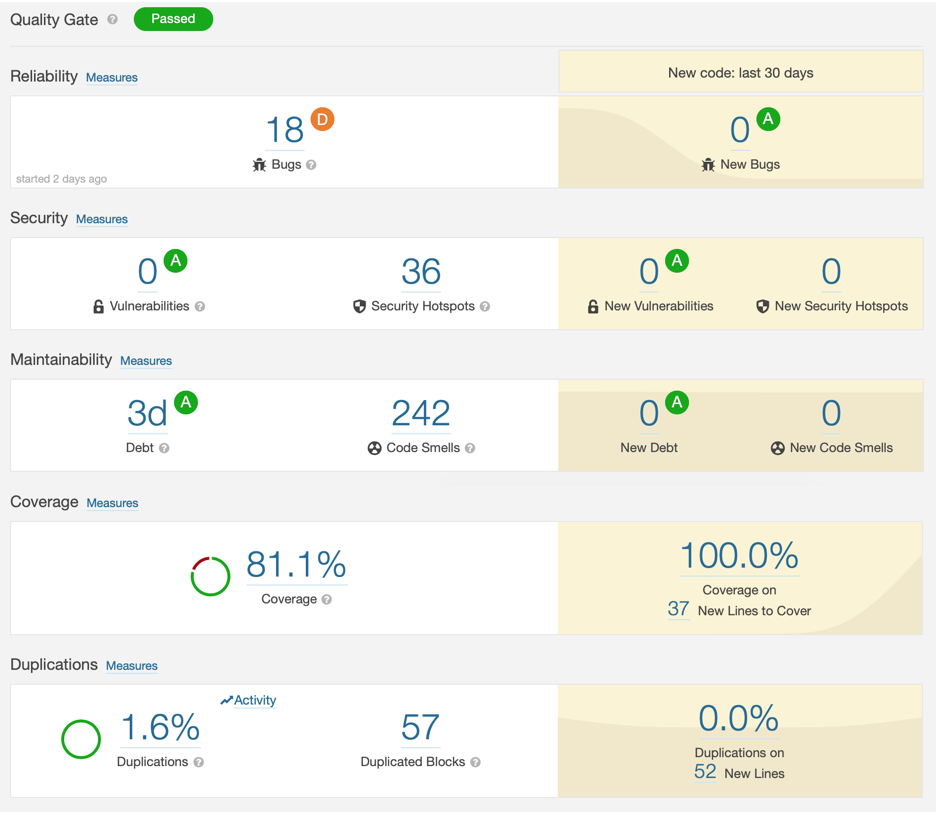 Quality Gate ? Passed
Reliability Measures
New code: last 30 days
18 D
Bugs ?
started 2 days ago
0 A
New Bugs
Security Measures
0 A
Vulnerabilities ?
36
Security Hotspots ?
0 A
New Vulnerabilities
0
New Security Hotspots
Maintainability Measures
3d A
Debt ?
242
Code Smells ?
0 A
New Debt
0
New Code Smells
Coverage Measures
81.1%
Coverage ?
100.0%
Coverage on
37 New Lines to Cover
Duplications Measures
Activity
1.6%
Duplications ?
57
Duplicated Blocks ?
0.0%
Duplications on
52 New Lines